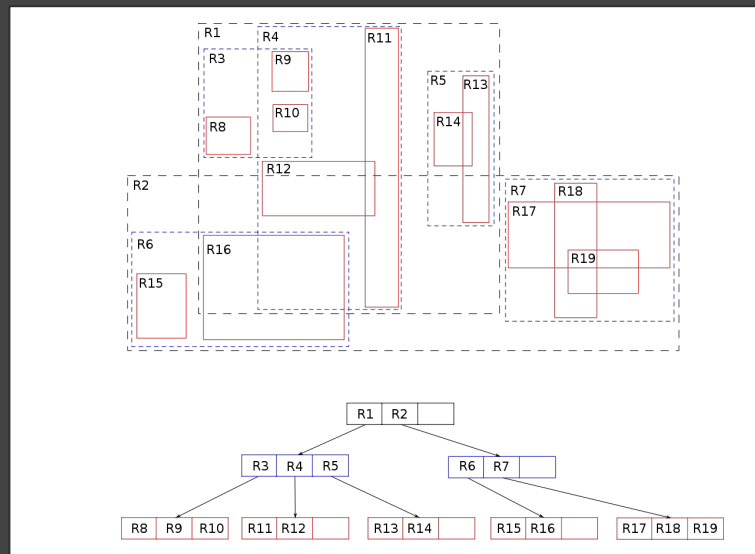 R1
R4
R11
R3
R9
R5
R13
R10
R14
R8
R12
R2
R7
R18
R17
R6
R16
R19
R15
R1 R2
R3 R4 R5
R6 R7
R8 R9 R10
R11 R12
R13 R14
R15 R16
R17 R18 R19